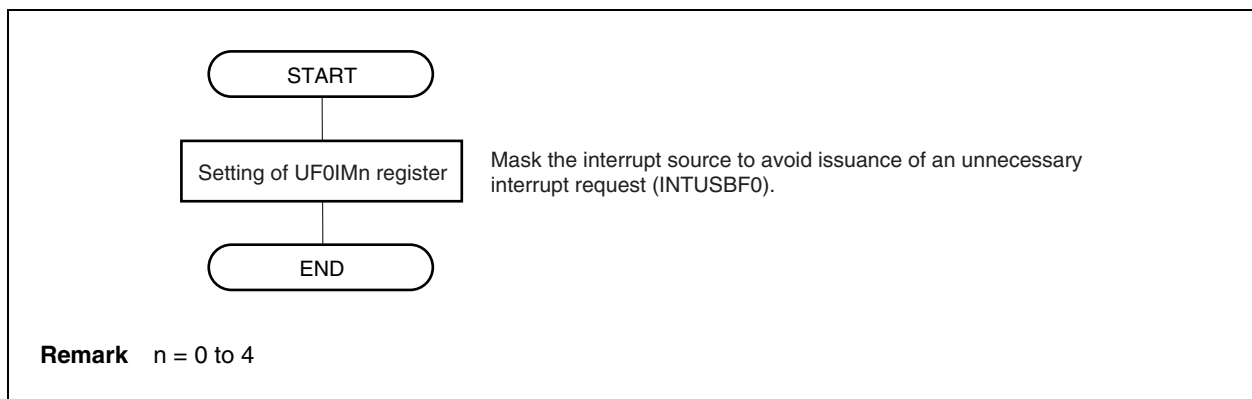 START
Setting of UF0IMn register
Mask the interrupt source to avoid issuance of an unnecessary
interrupt request (INTUSBF0).
END
Remark n = 0 to 4